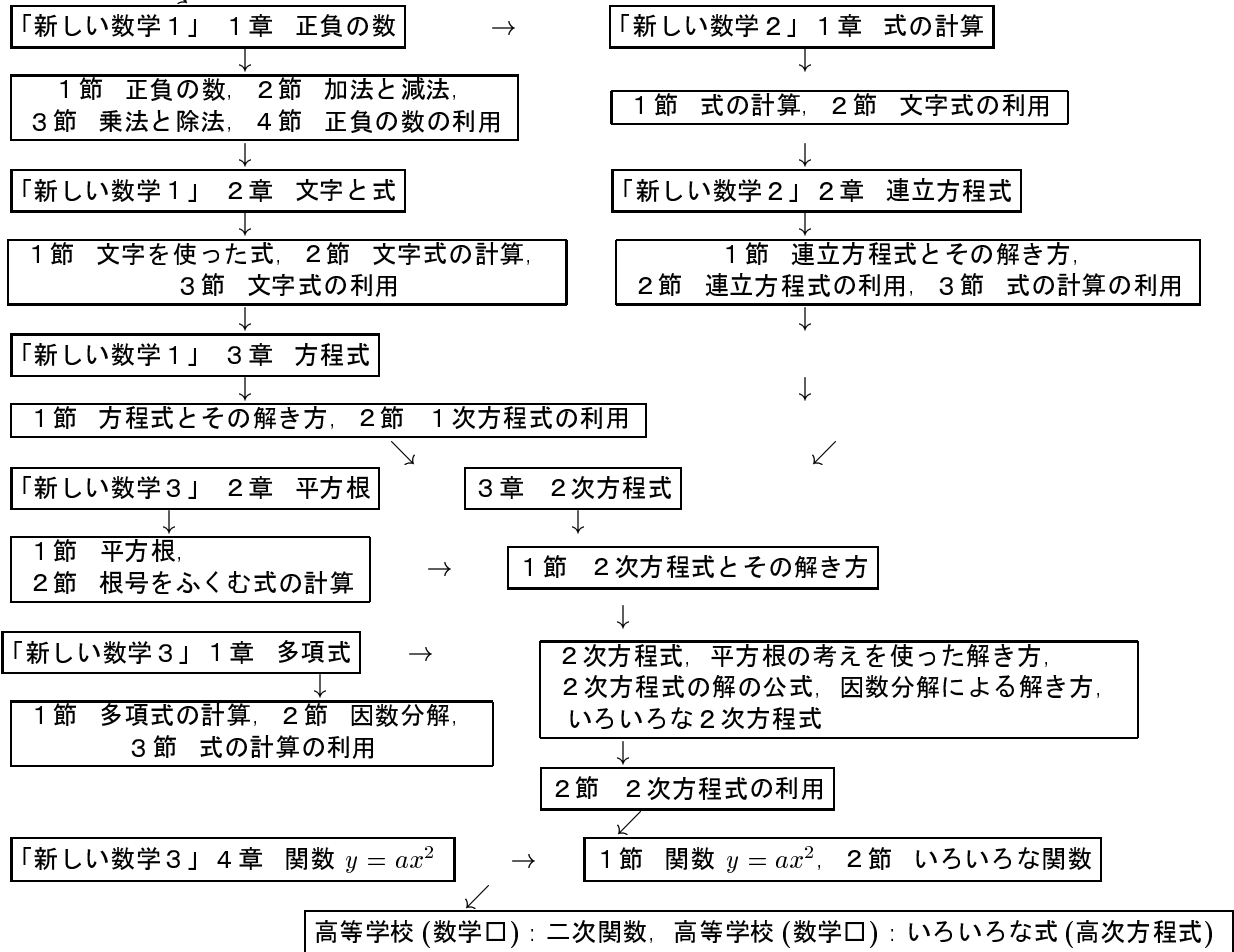 「新しい数学１」 １章 正負の数 → 「新しい数学２」１章 式の計算
１節 正負の数, ２節 加法と減法,
３節 乗法と除法, ４節 正負の数の利用
１節 式の計算, ２節 文字式の利用
「新しい数学１」 ２章 文字と式
「新しい数学２」２章 連立方程式
１節 文字を使った式, ２節 文字式の計算,
３節 文字式の利用
１節 連立方程式とその解き方,
２節 連立方程式の利用, ３節 式の計算の利用
「新しい数学１」 ３章 方程式
１節 方程式とその解き方, ２節 １次方程式の利用
「新しい数学３」 ２章 平方根
３章 ２次方程式
１節 平方根,
２節 根号をふくむ式の計算
→ １節 ２次方程式とその解き方
「新しい数学３」１章 多項式 →
２次方程式, 平方根の考えを使った解き方,
２次方程式の解の公式, 因数分解による解き方,
いろいろな２次方程式
１節 多項式の計算, ２節 因数分解,
３節 式の計算の利用
２節 ２次方程式の利用
「新しい数学３」４章 関数 y = ax² → １節 関数 y = ax², ２節 いろいろな関数
高等学校 (数学□) : 二次関数, 高等学校 (数学□) : いろいろな式 (高次方程式)